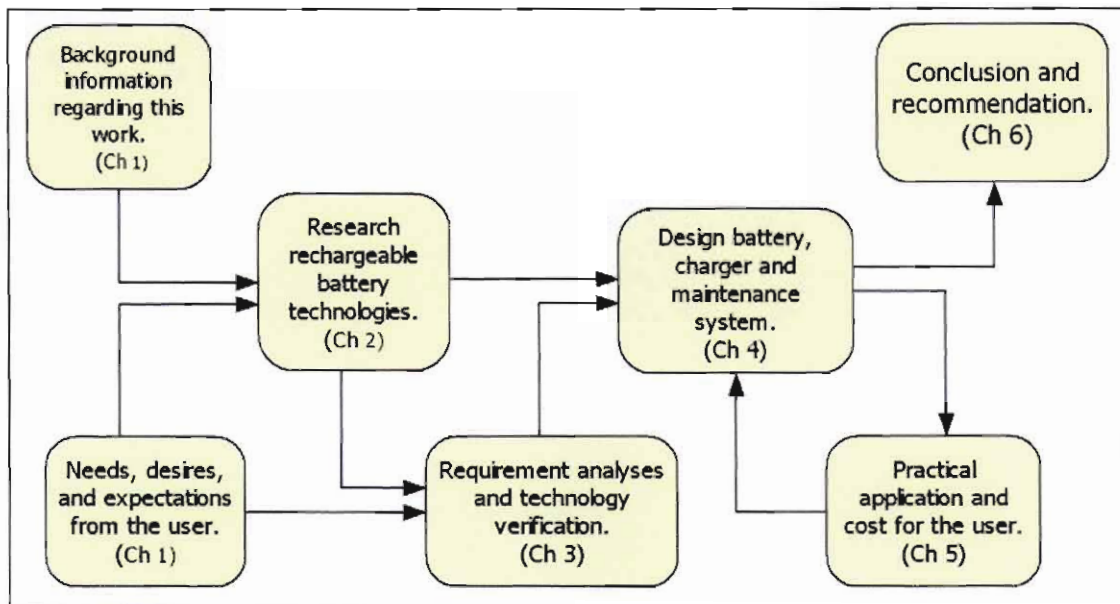 Background
information
regarding this
work.
(Ch 1)
Conclusion and
recommendation.
(Ch 6)
Research
rechargeable
battery
technologies.
(Ch 2)
Design battery,
charger and
maintenance
system.
(Ch 4)
Needs, desires,
and expectations
from the user.
(Ch 1)
Requirement analyses
and technology
verification.
(Ch 3)
Practical
application and
cost for the user.
(Ch 5)